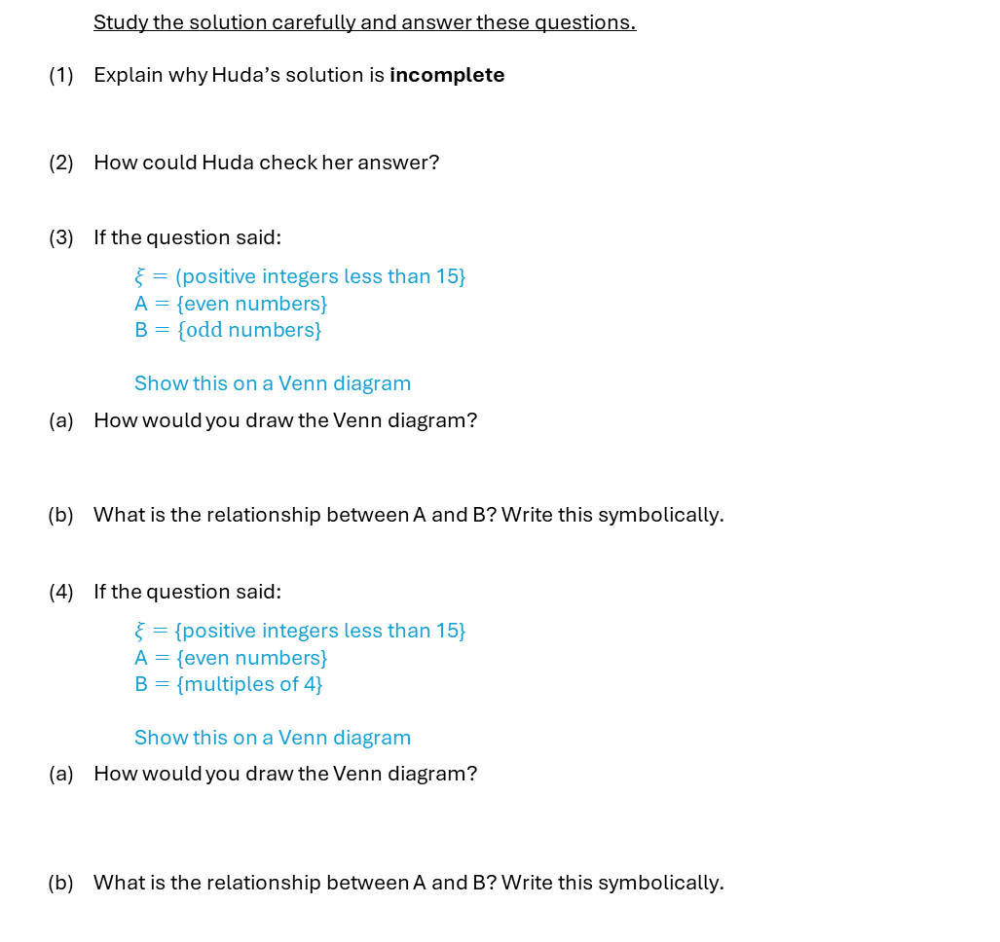 Study the solution carefully and answer these questions.
(1) Explain why Huda’s solution is incomplete
(2) How could Huda check her answer?
(3) If the question said:
ξ = (positive integers less than 15}
A = {even numbers}
B = {odd numbers}
Show this on a Venn diagram
(a) How would you draw the Venn diagram?
(b) What is the relationship between A and B? Write this symbolically.
(4) If the question said:
ξ = {positive integers less than 15}
A = {even numbers}
B = {multiples of 4}
Show this on a Venn diagram
(a) How would you draw the Venn diagram?
(b) What is the relationship between A and B? Write this symbolically.